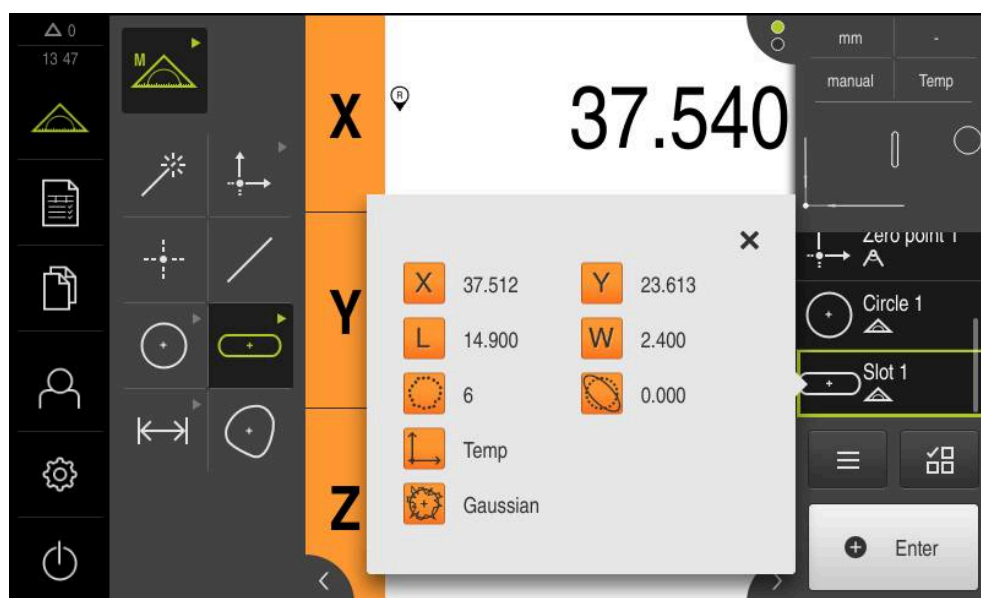 0
13 47
M
X
R
37.540
mm
-
manual
Temp
Y
Z
X 37.512
Y 23.613
L 14.900
W 2.400
6
0.000
Temp
Gaussian
Zero point 1
Circle 1
Slot 1
Enter